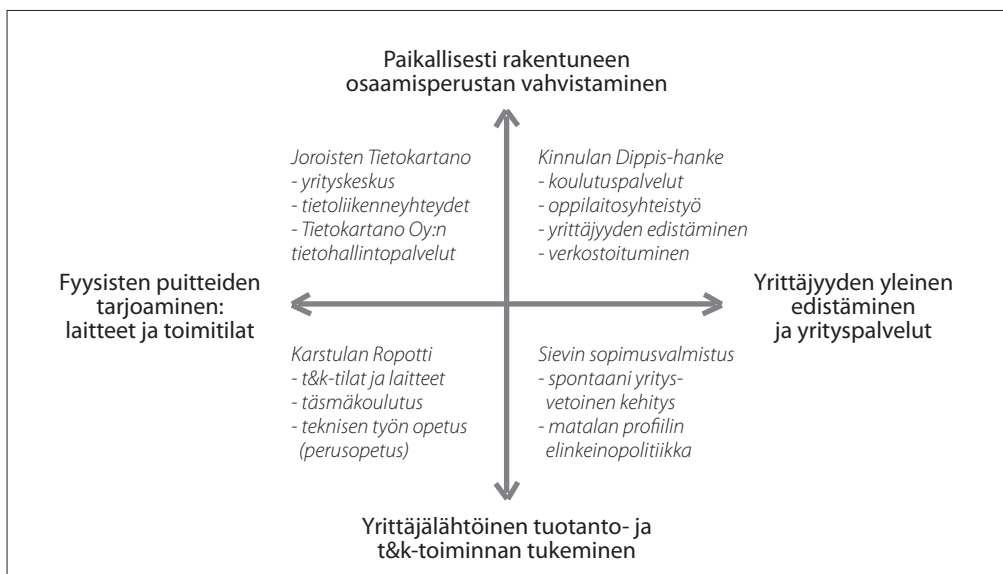 Paikallisesti rakentuneen
osaamisperustan vahvistaminen
Joroisten Tietokartano
- yrityskeskus
- tietoliikenneyhteydet
- Tietokartano Oy:n
tietohallintopalvelut
Kinnulan Dippis-hanke
- koulutuspalvelut
- oppilaitosyhteistyö
- yrittäjyyden edistäminen
- verkostoituminen
Fyysisten puitteiden
tarjoaminen:
laitteet ja toimitilat
Yrittäjyyden yleinen
edistäminen
ja yrityspalvelut
Karstulan Ropotti
- t&k-tilat ja laitteet
- täsmäkoulutus
- teknisen työn opetus
(perusopetus)
Sievin sopimusvalmistus
- spontaani yritys-
vetoinen kehitys
- matalan profiilin
elinkeinopolitiikka
Yrittäjälähtöinen tuotanto- ja
t&k-toiminnan tukeminen